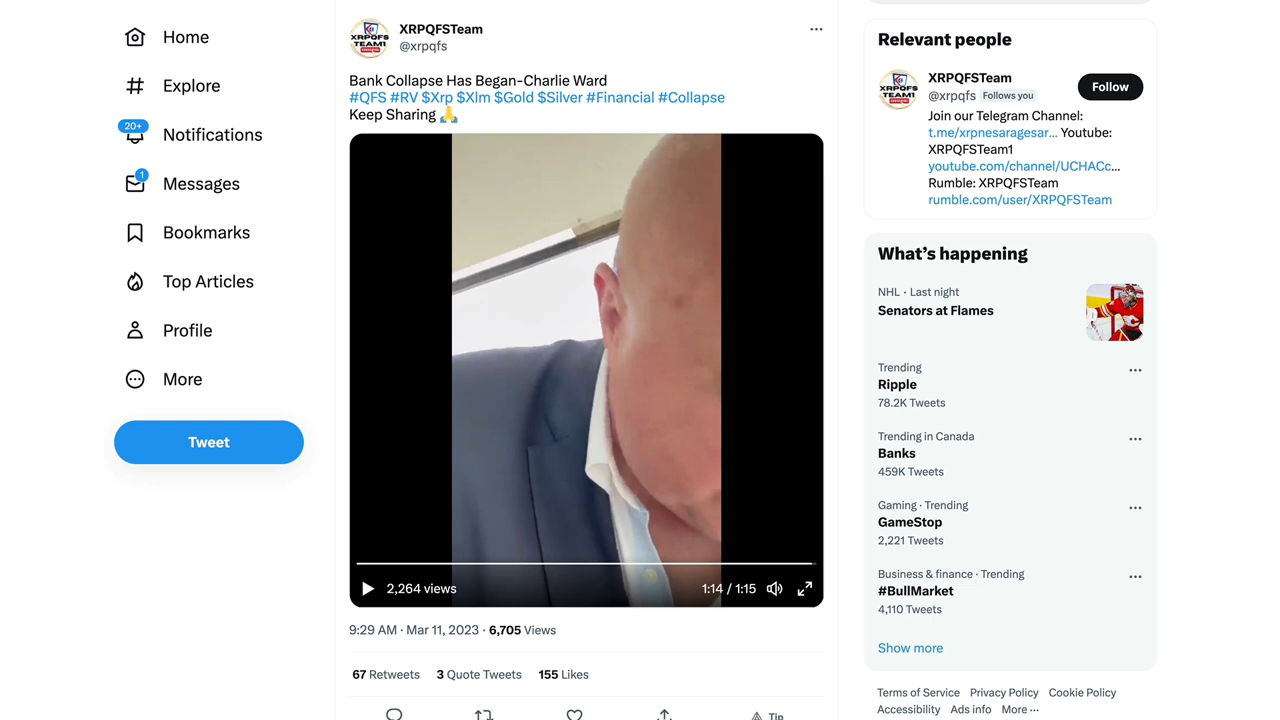 Home
Explore
20+
Notifications
1
Messages
Bookmarks
Top Articles
Profile
More
Tweet
XRPQFS
TEAM1
XRPQFSTeam
@xrpqfs
Bank Collapse Has Began-Charlie Ward
#QFS #RV $Xrp $Xlm $Gold $Silver #Financial #Collapse
Keep Sharing 🙏
2,264 views
1:14 / 1:15
9:29 AM · Mar 11, 2023 · 6,705 Views
67 Retweets 3 Quote Tweets 155 Likes
Tip
Relevant people
XRPQFS
TEAM1
XRPQFSTeam
@xrpqfs Follows you
Follow
Join our Telegram Channel:
t.me/xrpnesaragesar... Youtube:
XRPQFSTeam1
youtube.com/channel/UCHACc...
Rumble: XRPQFSTeam
rumble.com/user/XRPQFSTeam
What's happening
NHL · Last night
Senators at Flames
Trending
Ripple
78.2K Tweets
Trending in Canada
Banks
459K Tweets
Gaming · Trending
GameStop
2,221 Tweets
Business & finance · Trending
#BullMarket
4,110 Tweets
Show more
Terms of Service Privacy Policy Cookie Policy
Accessibility Ads info More ···